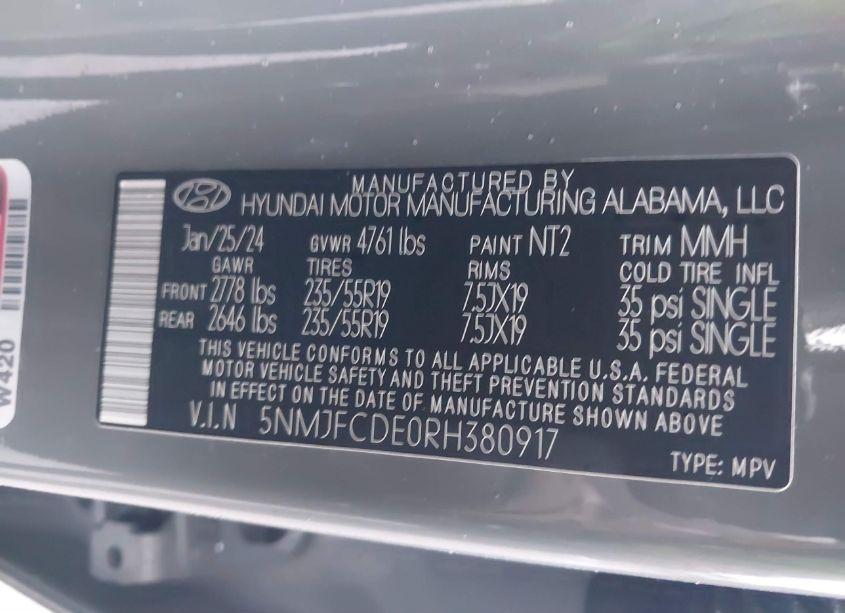 MANUFACTURED BY
HYUNDAI MOTOR MANUFACTURING ALABAMA, LLC
Jan/25/24 GVWR 4761 lbs PAINT NT2 TRIM MMH
GAWR TIRES RIMS COLD TIRE INFL
FRONT 2778 lbs 235/55R19 7.5JX19 35 psi SINGLE
REAR 2646 lbs 235/55R19 7.5JX19 35 psi SINGLE
THIS VEHICLE CONFORMS TO ALL APPLICABLE U.S.A. FEDERAL
MOTOR VEHICLE SAFETY AND THEFT PREVENTION STANDARDS
IN EFFECT ON THE DATE OF MANUFACTURE SHOWN ABOVE
V.I.N 5NMJFCDE0RH380917
TYPE: MPV
W420